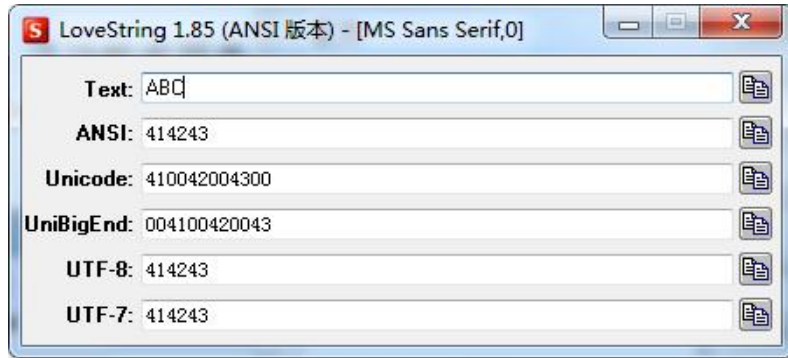 S LoveString 1.85 (ANSI 版本) - [MS Sans Serif,0]
Text: ABC
ANSI: 414243
Unicode: 410042004300
UniBigEnd: 004100420043
UTF-8: 414243
UTF-7: 414243